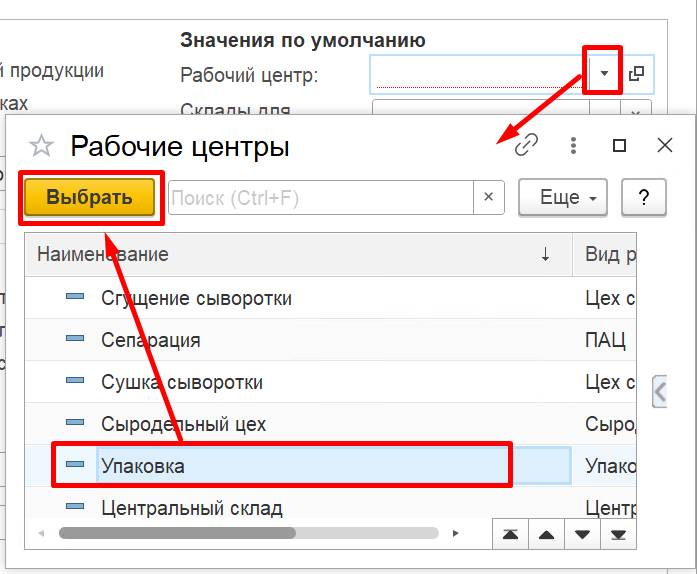 Значения по умолчанию
й продукции
Рабочий центр:
ках
Склады для
Рабочие центры
Выбрать
Поиск (Ctrl+F)
×
Еще
?
Наименование
Вид р
Сгущение сыворотки
Цех с
Сепарация
ПАЦ
Сушка сыворотки
Цех с
Сыродельный цех
Сырод
Упаковка
Упако
Центральный склад
Центр